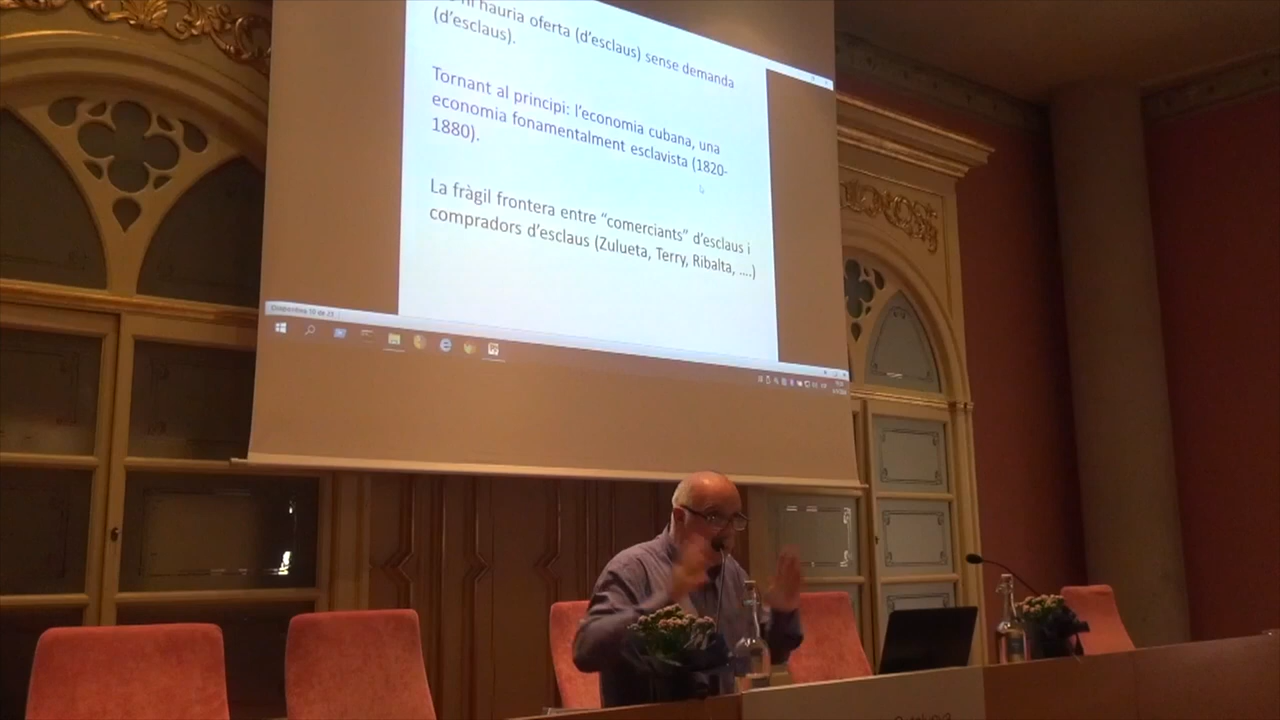 hauria oferta (d'esclaus) sense demanda
(d'esclaus).
Tornant al principi: l'economia cubana, una
economia fonamentalment esclavista (1820-
1880).
La fràgil frontera entre "comerciants" d'esclaus i
compradors d'esclaus (Zulueta, Terry, Ribalta, ....)